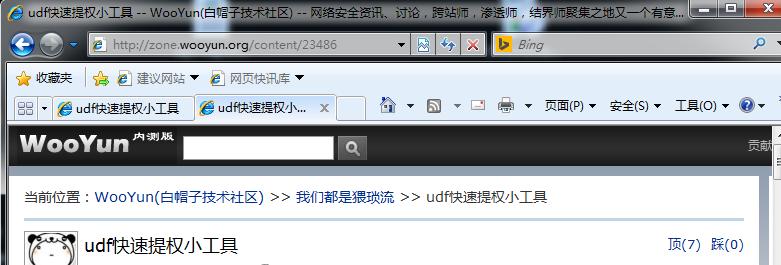 udf快速提权小工具 -- WooYun(白帽子技术社区) -- 网络安全资讯、讨论，跨站师，渗透师，结界师聚集之地又一个有意...
http://zone.wooyun.org/content/23486 Bing
收藏夹 建议网站 网页快讯库
udf快速提权小工具 udf快速提权小... 页面(P) 安全(S) 工具(O)
WooYun 内测版 贡献
当前位置：WooYun(白帽子技术社区) >> 我们都是猥琐流 >> udf快速提权小工具
udf快速提权小工具 顶(7) 踩(0)